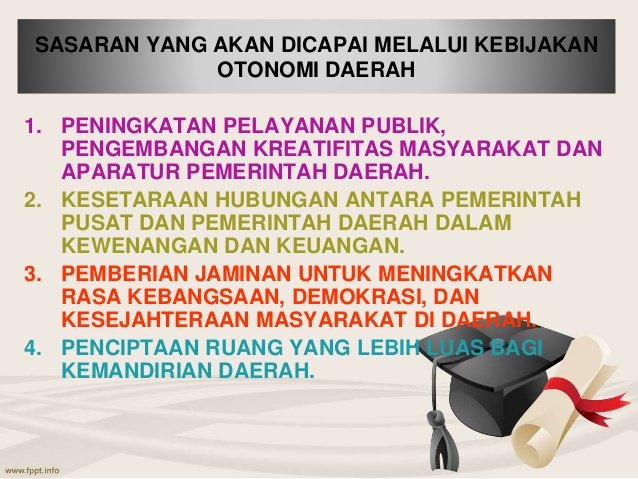 SASARAN YANG AKAN DICAPAI MELALUI KEBIJAKAN
OTONOMI DAERAH
1. PENINGKATAN PELAYANAN PUBLIK,
PENGEMBANGAN KREATIFITAS MASYARAKAT DAN
APARATUR PEMERINTAH DAERAH.
2. KESETARAAN HUBUNGAN ANTARA PEMERINTAH
PUSAT DAN PEMERINTAH DAERAH DALAM
KEWENANGAN DAN KEUANGAN.
3. PEMBERIAN JAMINAN UNTUK MENINGKATKAN
RASA KEBANGSAAN, DEMOKRASI, DAN
KESEJAHTERAAN MASYARAKAT DI DAERAH.
4. PENCIPTAAN RUANG YANG LEBIH LUAS BAGI
KEMANDIRIAN DAERAH.
www.fppt.info